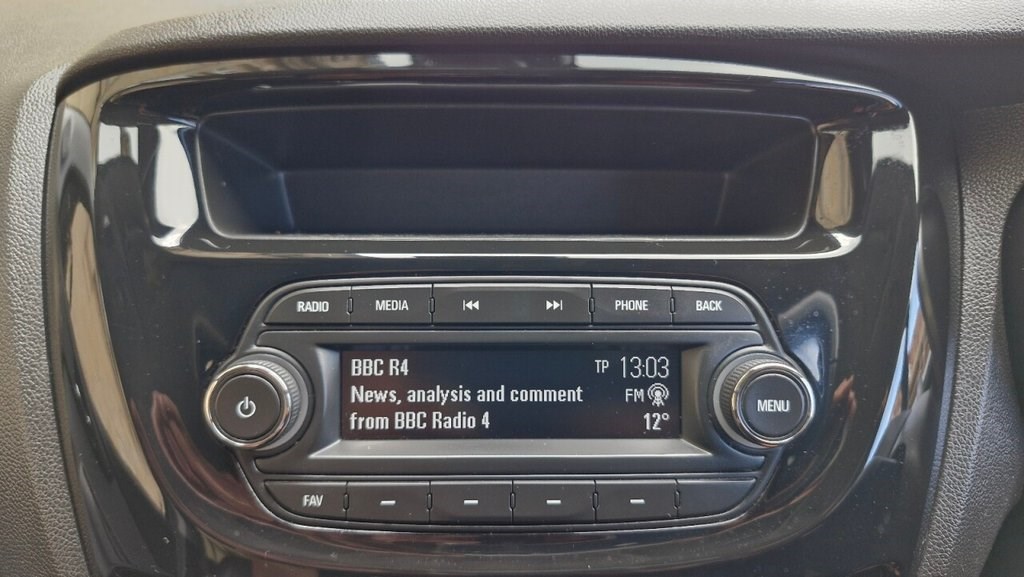 RADIO MEDIA PHONE BACK
BBC R4 TP 13:03
News, analysis and comment FM
from BBC Radio 4 12°
MENU
FAV